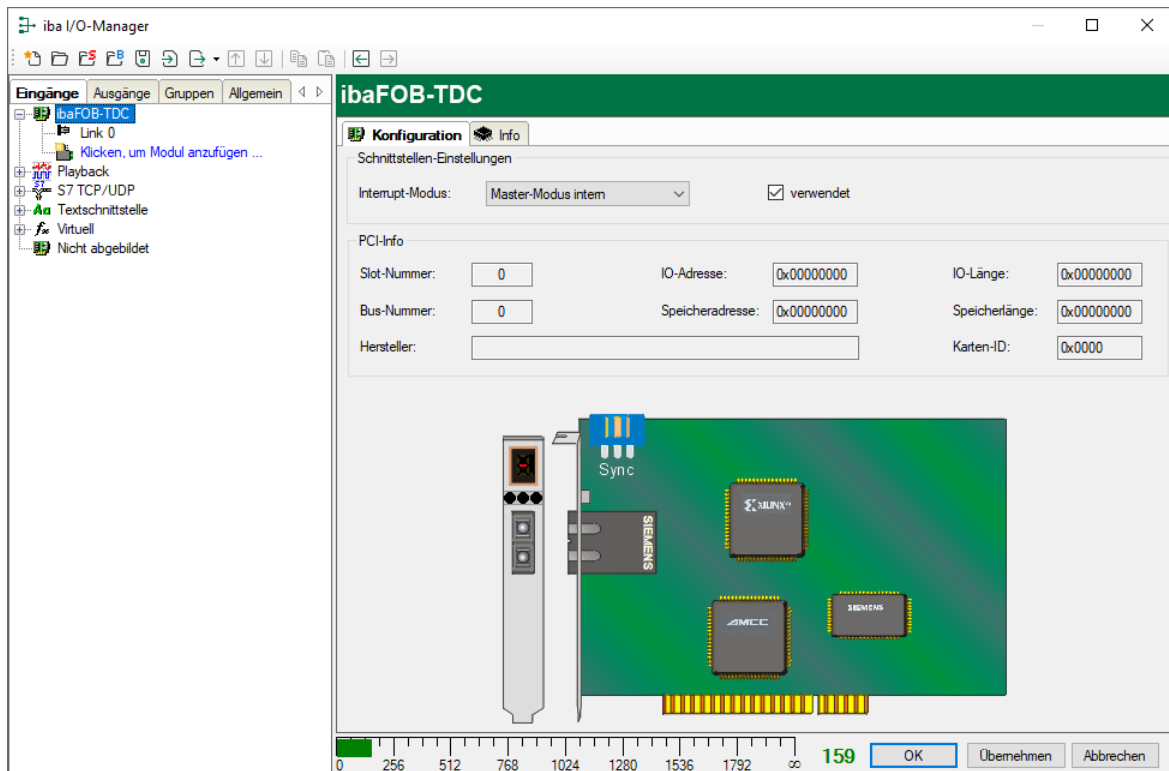 iba I/O-Manager
Eingänge Ausgänge Gruppen Allgemein
ibaFOB-TDC
Link 0
Klicken, um Modul anzufügen ...
Playback
S7 TCP/UDP
Textschnittstelle
Virtuell
Nicht abgebildet
ibaFOB-TDC
Konfiguration Info
Schnittstellen-Einstellungen
Interrupt-Modus: Master-Modus intern verwendet
PCI-Info
Slot-Nummer: 0 IO-Adresse: 0x00000000 IO-Länge: 0x00000000
Bus-Nummer: 0 Speicheradresse: 0x00000000 Speicherlänge: 0x00000000
Hersteller: Karten-ID: 0x0000
Sync
SIEMENS
XILINX
AMCC
SIEMENS
0 256 512 768 1024 1280 1536 1792 ∞ 159 OK Übernehmen Abbrechen